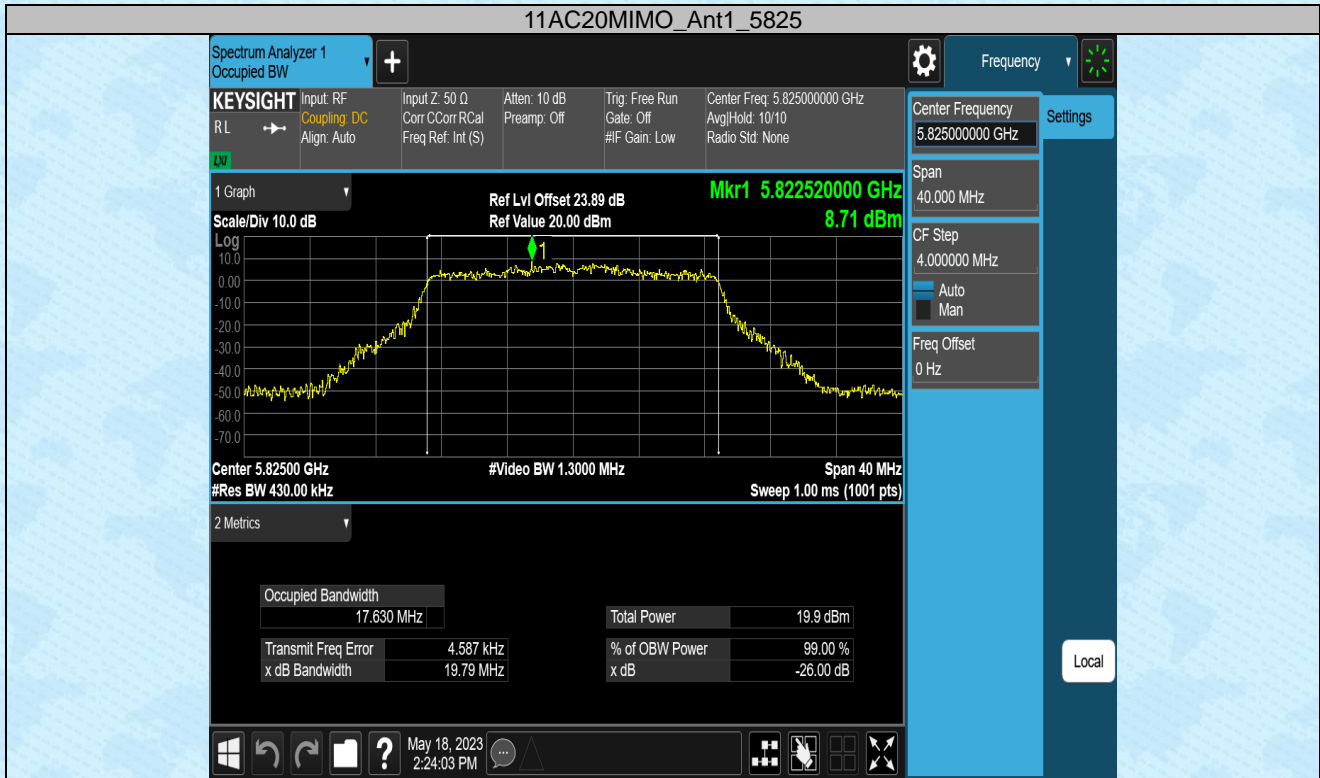 11AC20MIMO_Ant1_5825
Spectrum Analyzer 1
Occupied BW
+
Frequency
KEYSIGHT
R L
LXI
Input: RF
Coupling: DC
Align: Auto
Input Z: 50 Ω
Corr CCorr RCal
Freq Ref: Int (S)
Atten: 10 dB
Preamp: Off
Trig: Free Run
Gate: Off
#IF Gain: Low
Center Freq: 5.825000000 GHz
Avg|Hold: 10/10
Radio Std: None
Center Frequency
5.825000000 GHz
Settings
Span
40.000 MHz
CF Step
4.000000 MHz
Auto
Man
Freq Offset
0 Hz
Local
1 Graph
Scale/Div 10.0 dB
Ref Lvl Offset 23.89 dB
Ref Value 20.00 dBm
Mkr1 5.822520000 GHz
8.71 dBm
Log
1
10.0
0.00
-10.0
-20.0
-30.0
-40.0
-50.0
-60.0
-70.0
Center 5.82500 GHz
#Video BW 1.3000 MHz
Span 40 MHz
#Res BW 430.00 kHz
Sweep 1.00 ms (1001 pts)
2 Metrics
Occupied Bandwidth
17.630 MHz
Total Power 19.9 dBm
Transmit Freq Error 4.587 kHz
% of OBW Power 99.00 %
x dB Bandwidth 19.79 MHz
x dB -26.00 dB
?
May 18, 2023
2:24:03 PM